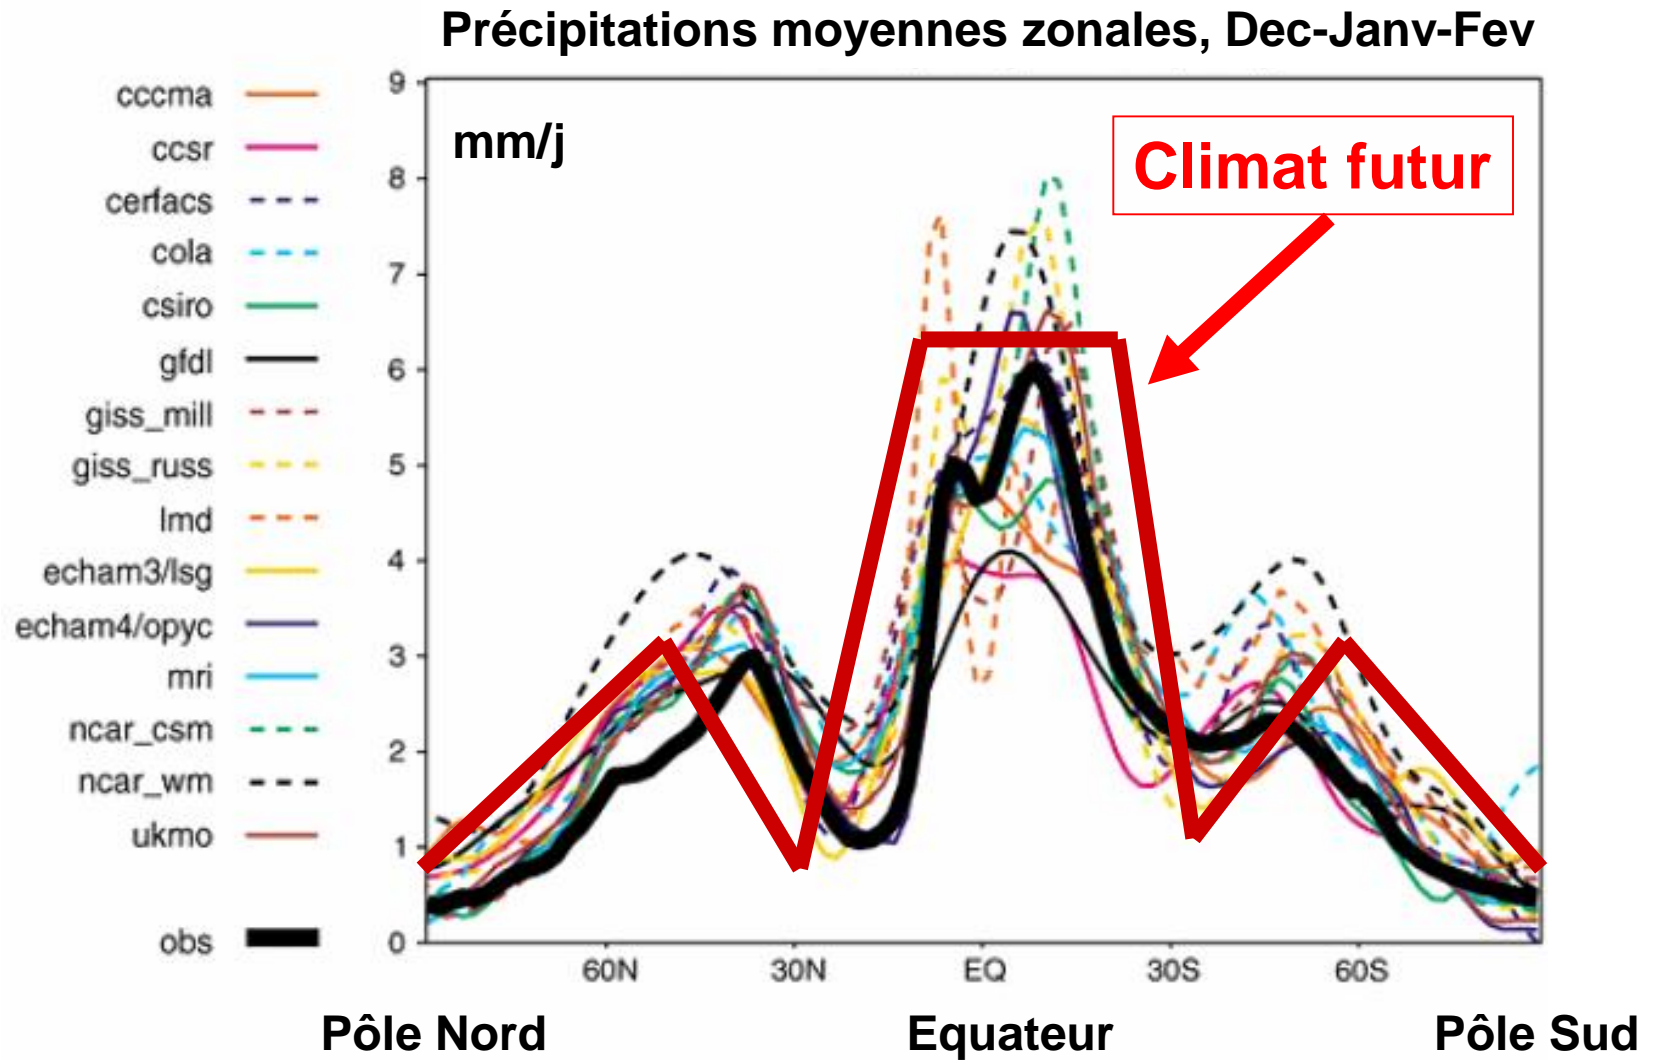 Précipitations moyennes zonales, Dec-Janv-Fev
mm/j
Climat futur
cccma
ccsr
cerfacs
cola
csiro
gfdl
giss_mill
giss_russ
lmd
echam3/lsg
echam4/opyc
mri
ncar_csm
ncar_wm
ukmo
obs
9
8
7
6
5
4
3
2
1
0
60N 30N EQ 30S 60S
Pôle Nord Equateur Pôle Sud